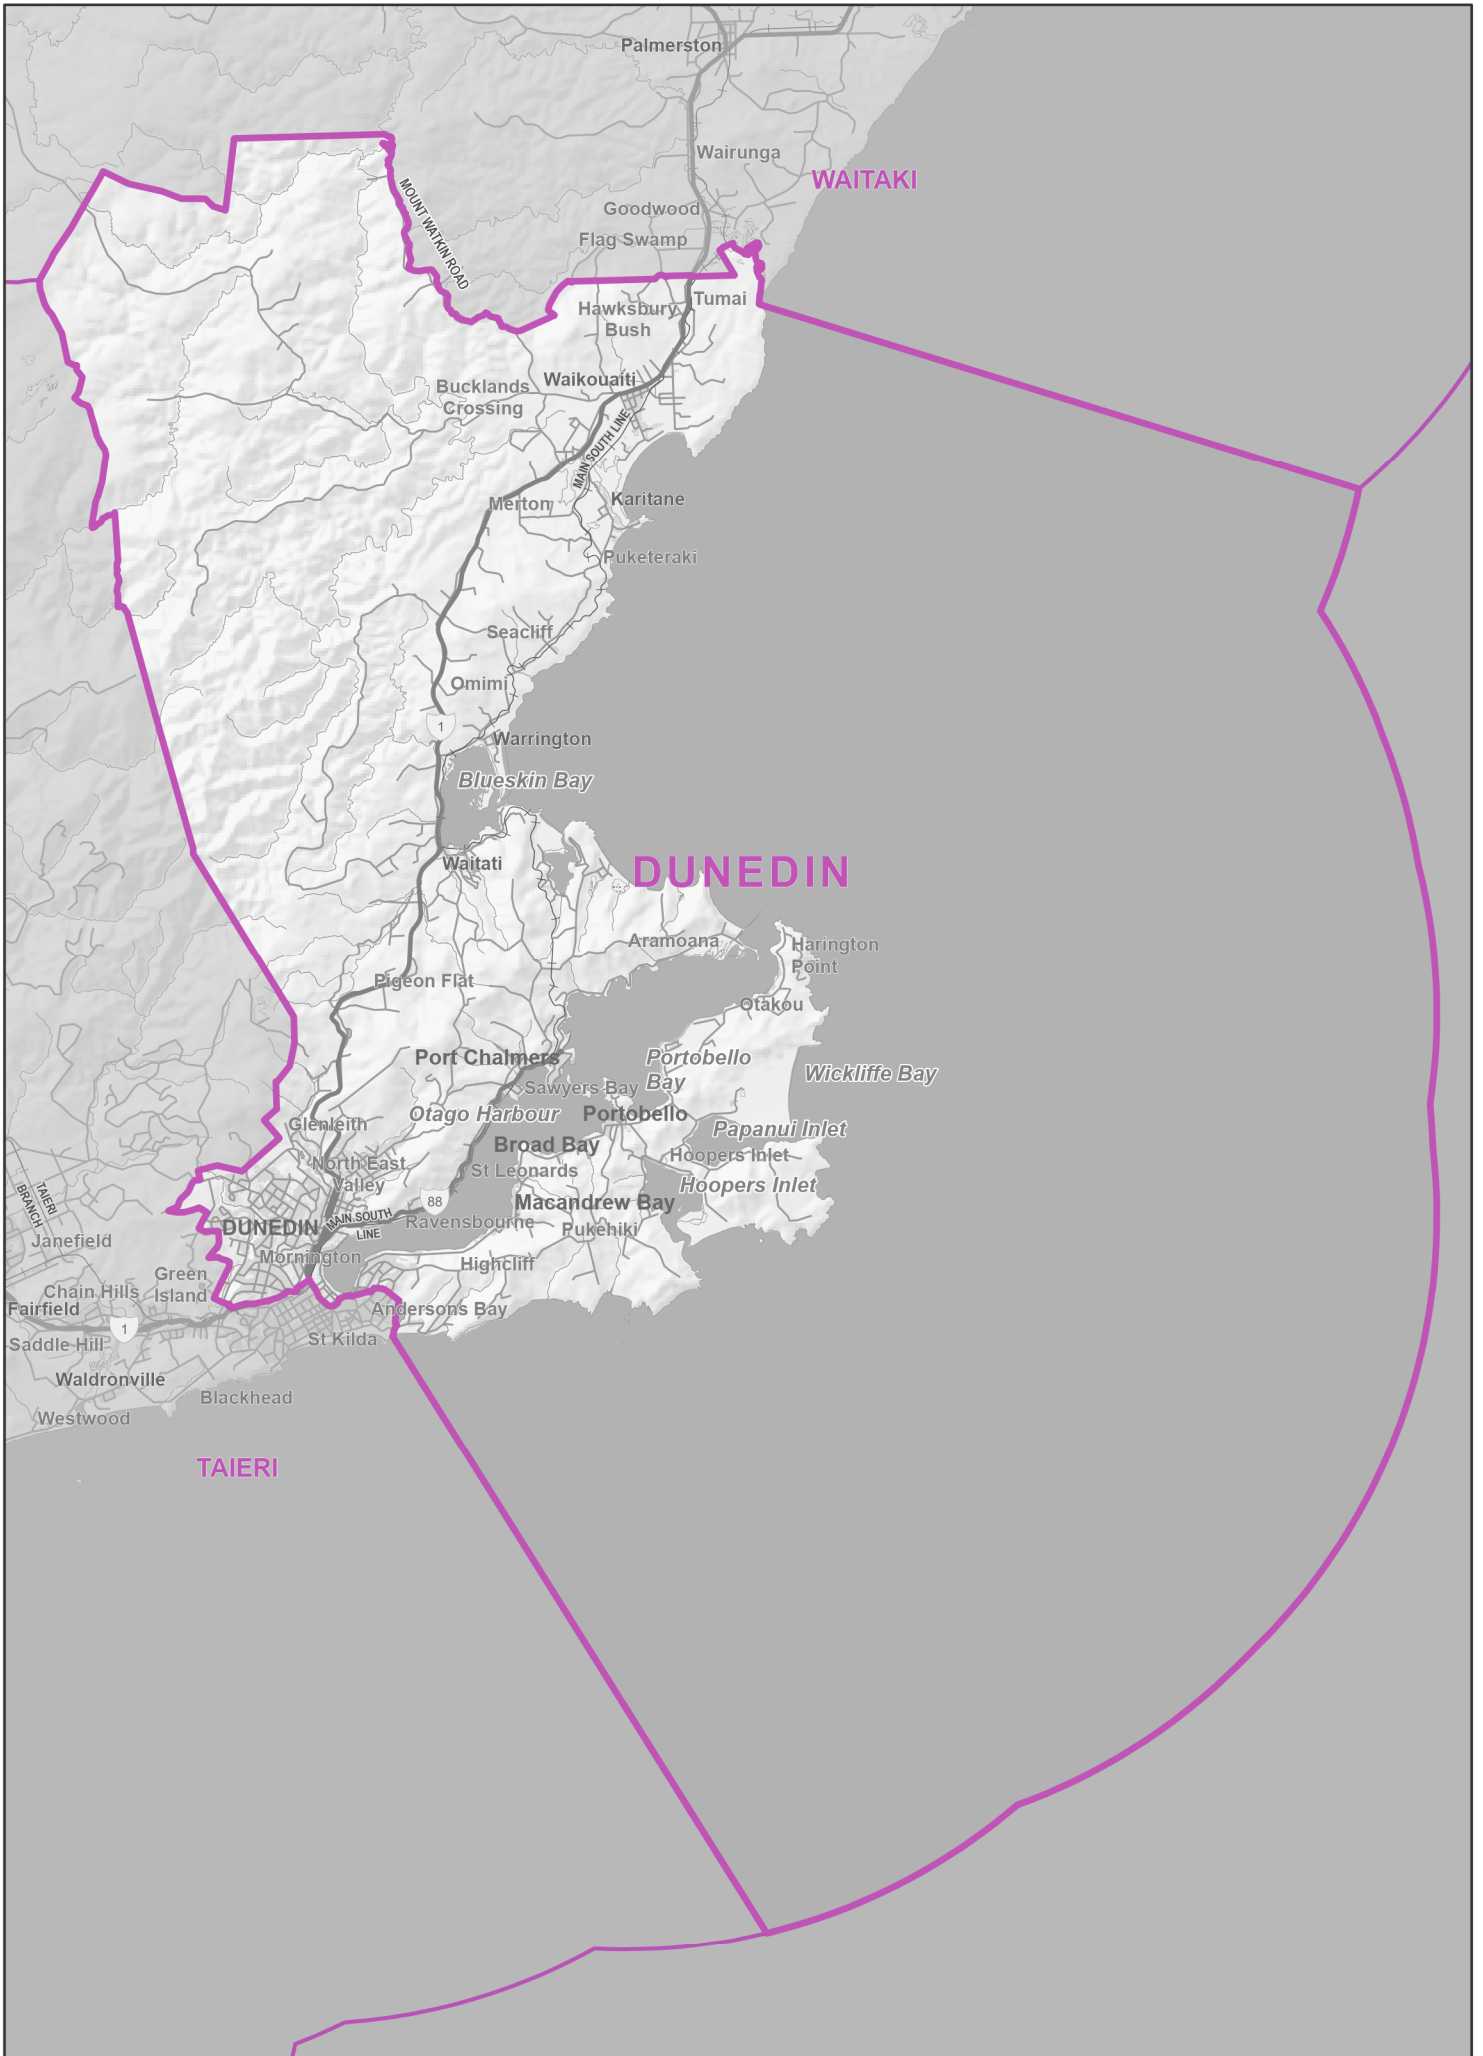 Palmerston
Wairunga
WAITAKI
MOUNT WATKIN ROAD
Goodwood
Flag Swamp
Tumai
Hawksbury
Bush
Waikouaiti
Bucklands
Crossing
MAIN SOUTH LINE
Merton
Karitane
Puketeraki
Seacliff
Omimi
1
Warrington
Blueskin Bay
Waitati
DUNEDIN
Aramoana
Harington
Point
Pigeon Flat
Otakou
Port Chalmers
Portobello
Bay
Wickliffe Bay
Sawyers Bay
Otago Harbour
Portobello
Glenleith
Papanui Inlet
Broad Bay
Hoopers Inlet
North East
Valley
St Leonards
Hoopers Inlet
88
Macandrew Bay
TAIERI
BRANCH
DUNEDIN
MAIN SOUTH
LINE
Ravensbourne
Pukehiki
Janefield
Mornington
Highcliff
Green
Island
Chain Hills
Fairfield
Andersons Bay
1
Saddle Hill
St Kilda
Waldronville
Blackhead
Westwood
TAIERI